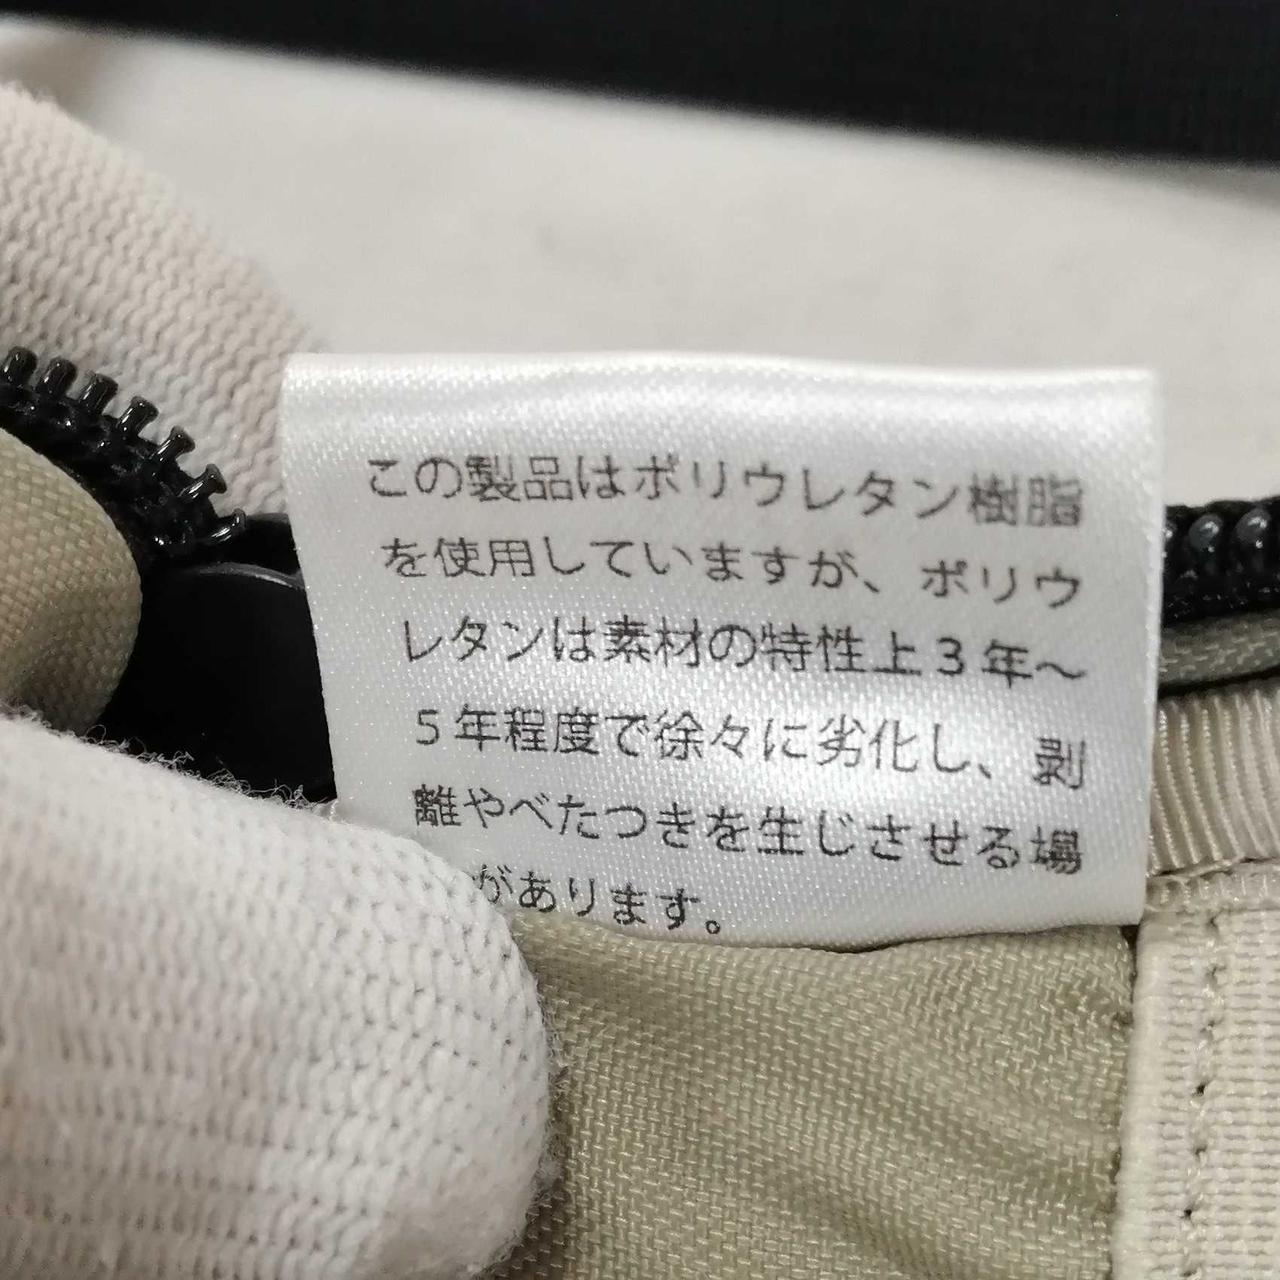 この製品はポリウレタン樹脂
を使用していますが、ポリウ
レタンは素材の特性上3年～
5年程度で徐々に劣化し、剥
離やべたつきを生じさせる場
があります。